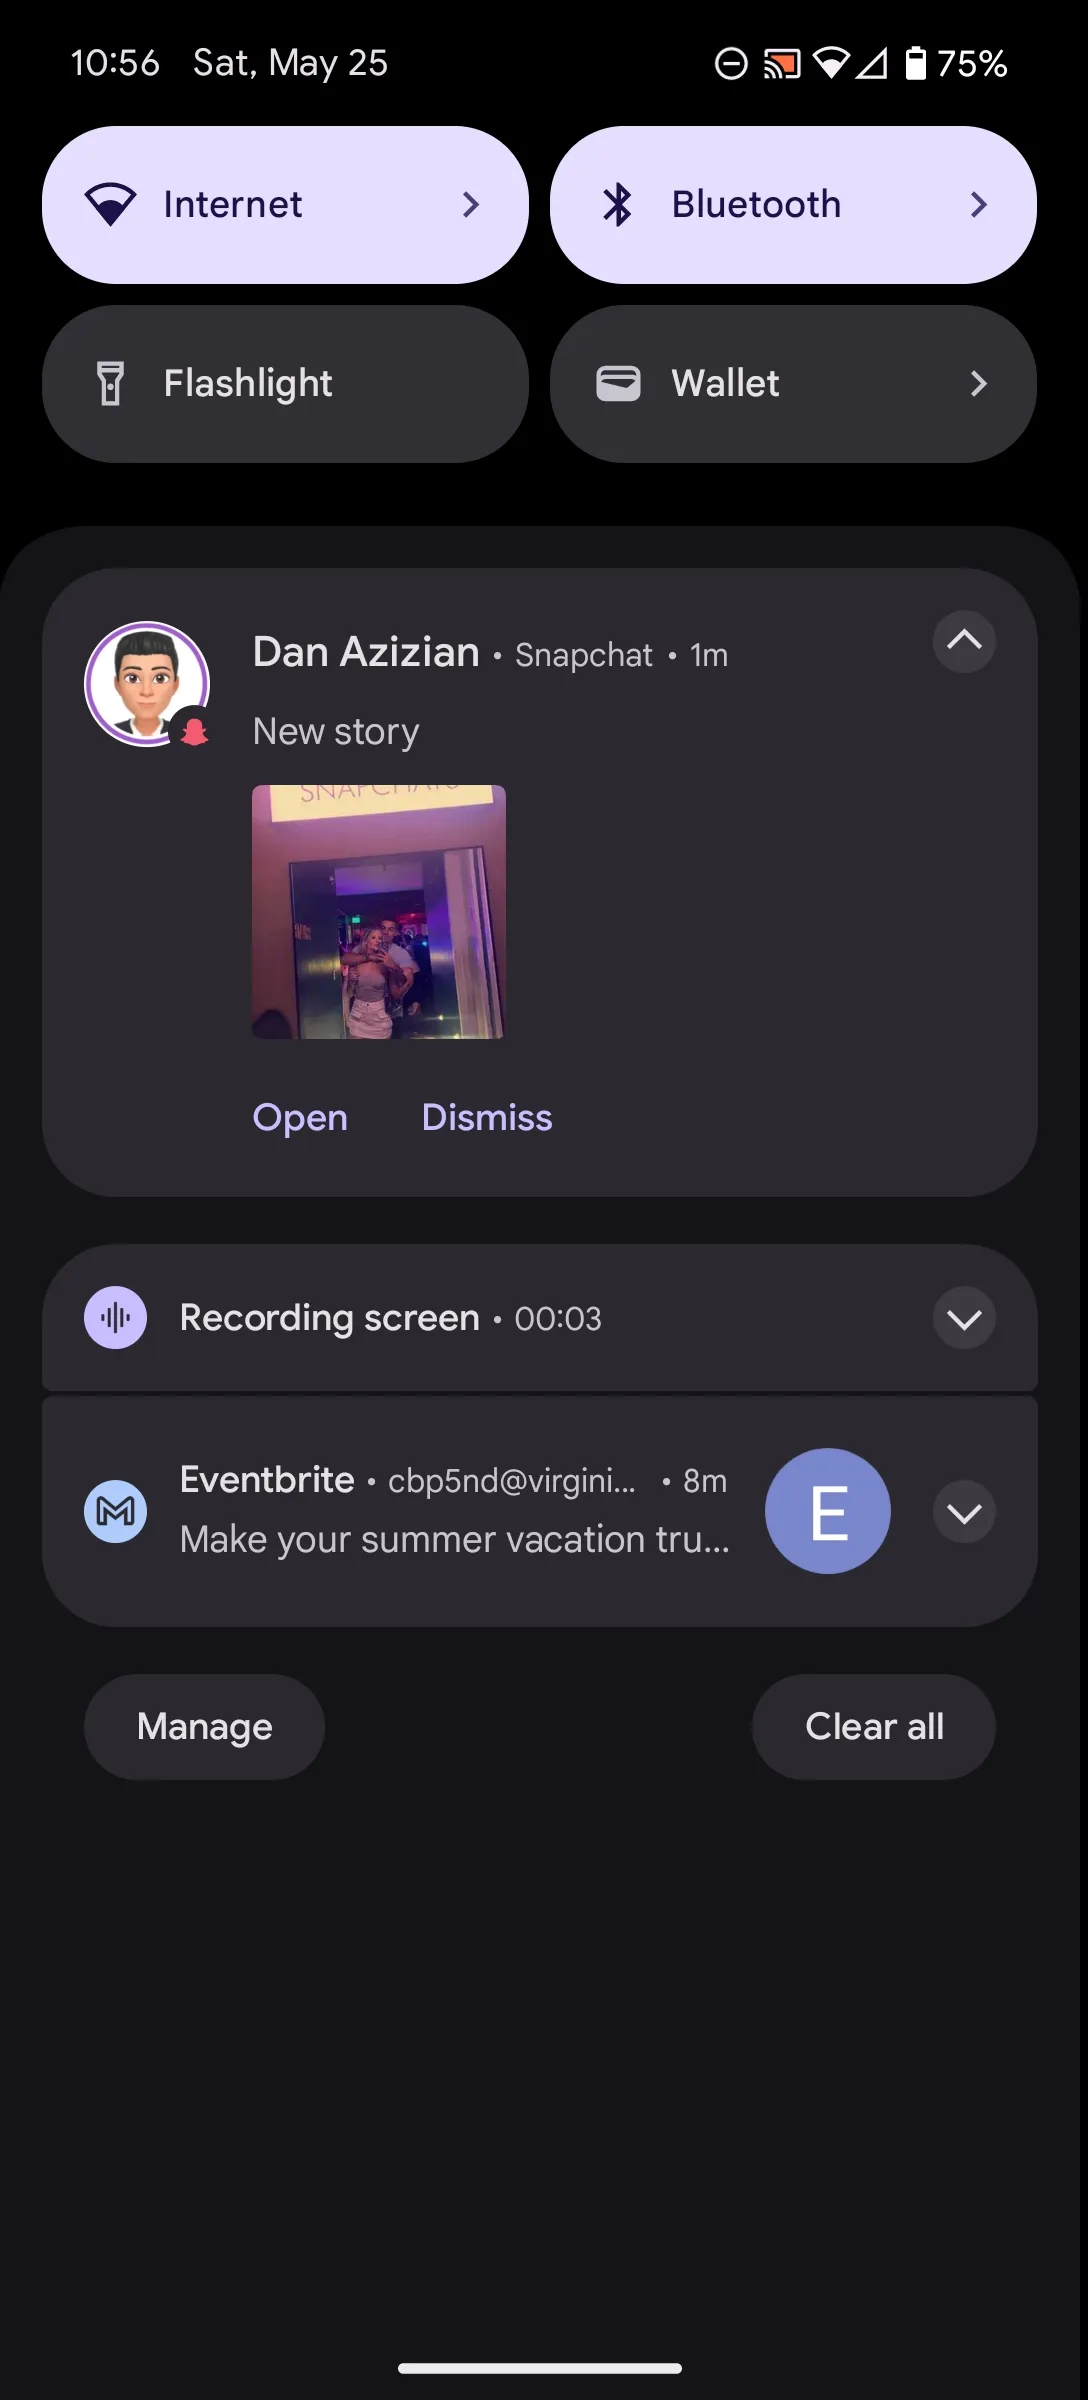 10:56 Sat, May 25 75%
Internet
Bluetooth
Flashlight
Wallet
Dan Azizian • Snapchat • 1m
New story
Open Dismiss
Recording screen • 00:03
Eventbrite • cbp5nd@virgini... • 8m
E
Make your summer vacation tru...
Manage
Clear all